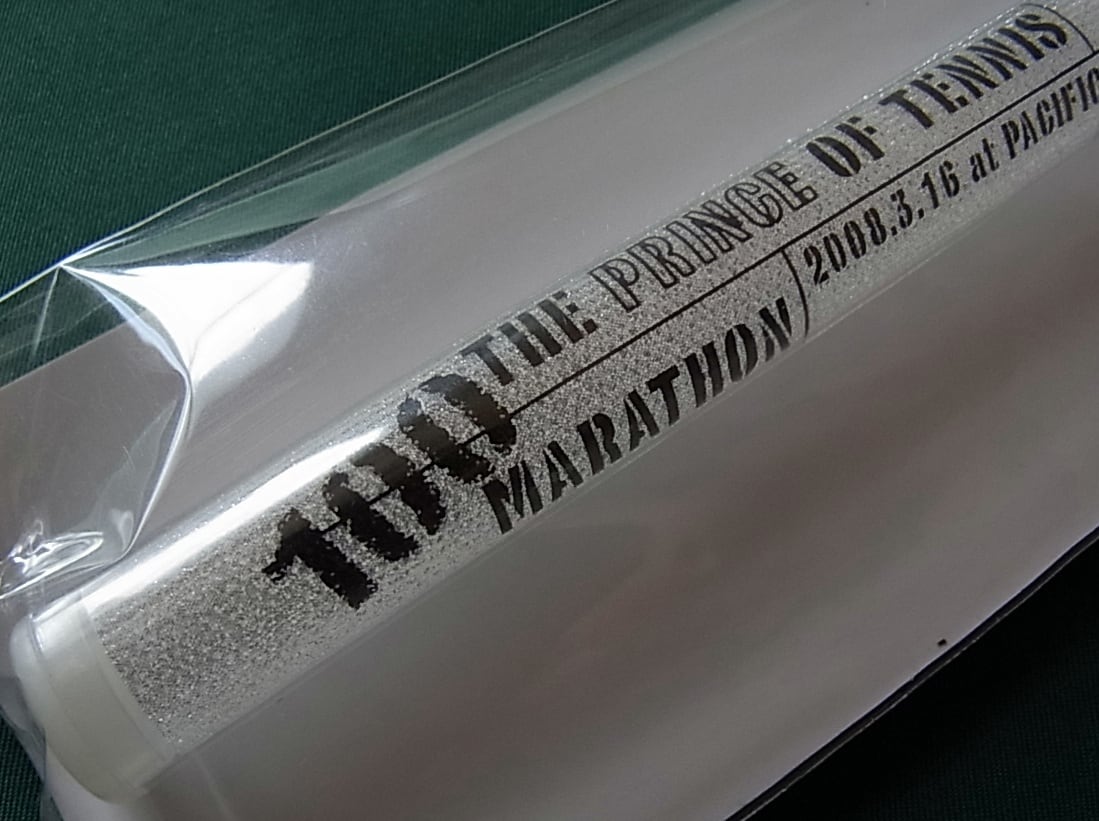 100 THE PRINCE OF TENNIS
MARATHON 2008.3.16 at PACIFIC